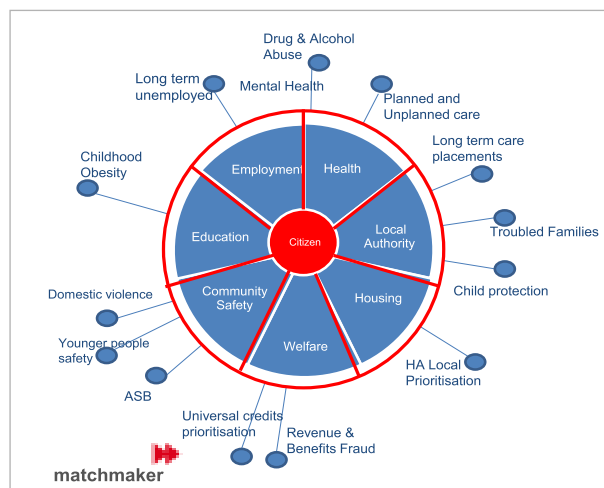 Drug & Alcohol
Abuse
Long term
unemployed
Mental Health
Planned and
Unplanned care
Long term care
placements
Childhood
Obesity
Employment
Health
Education
Citizen
Local
Authority
Troubled Families
Community
Safety
Housing
Child protection
Domestic violence
Younger people
safety
Welfare
ASB
HA Local
Prioritisation
Universal credits
prioritisation
Revenue &
Benefits Fraud
matchmaker